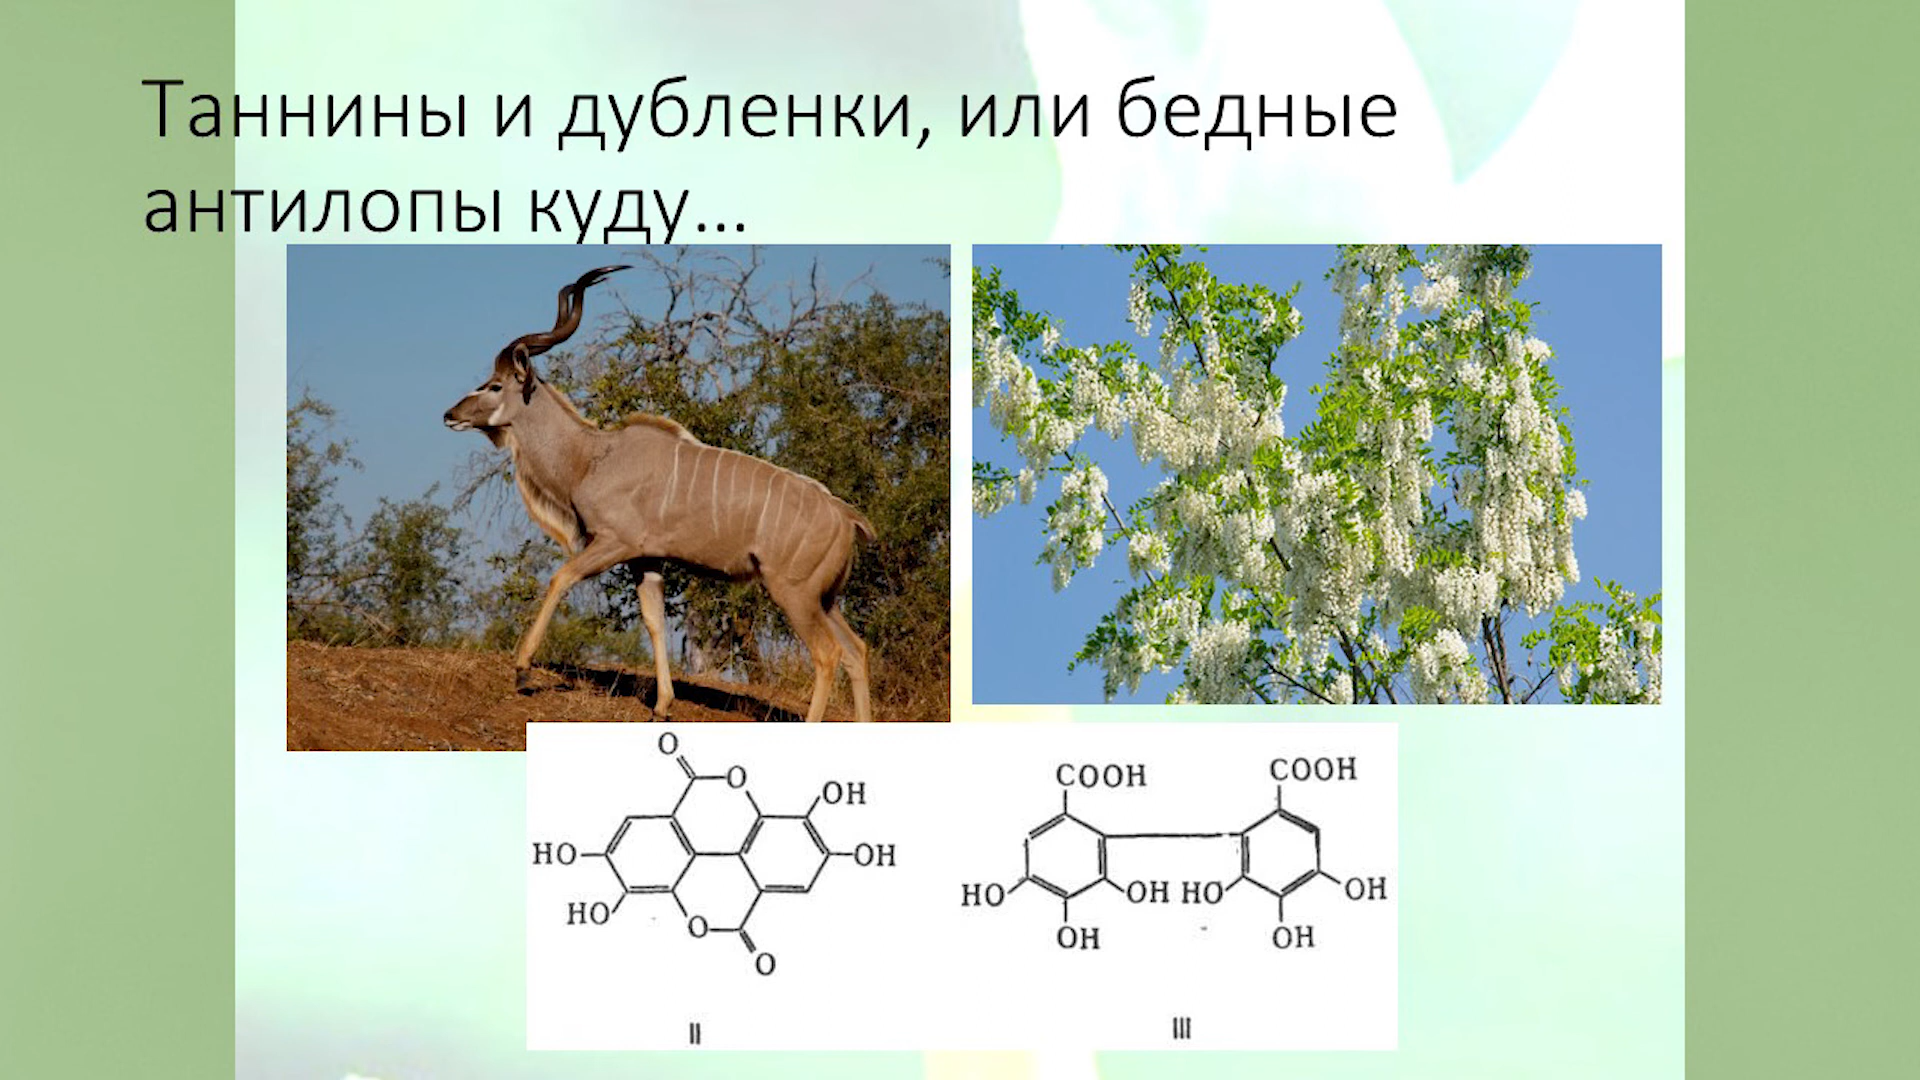 Таннины и дубленки, или бедные
антилопы куду...
O
O
OH
HO
OH
HO
O
O
II
COOH
COOH
HO
OH
HO
OH
OH
OH
III